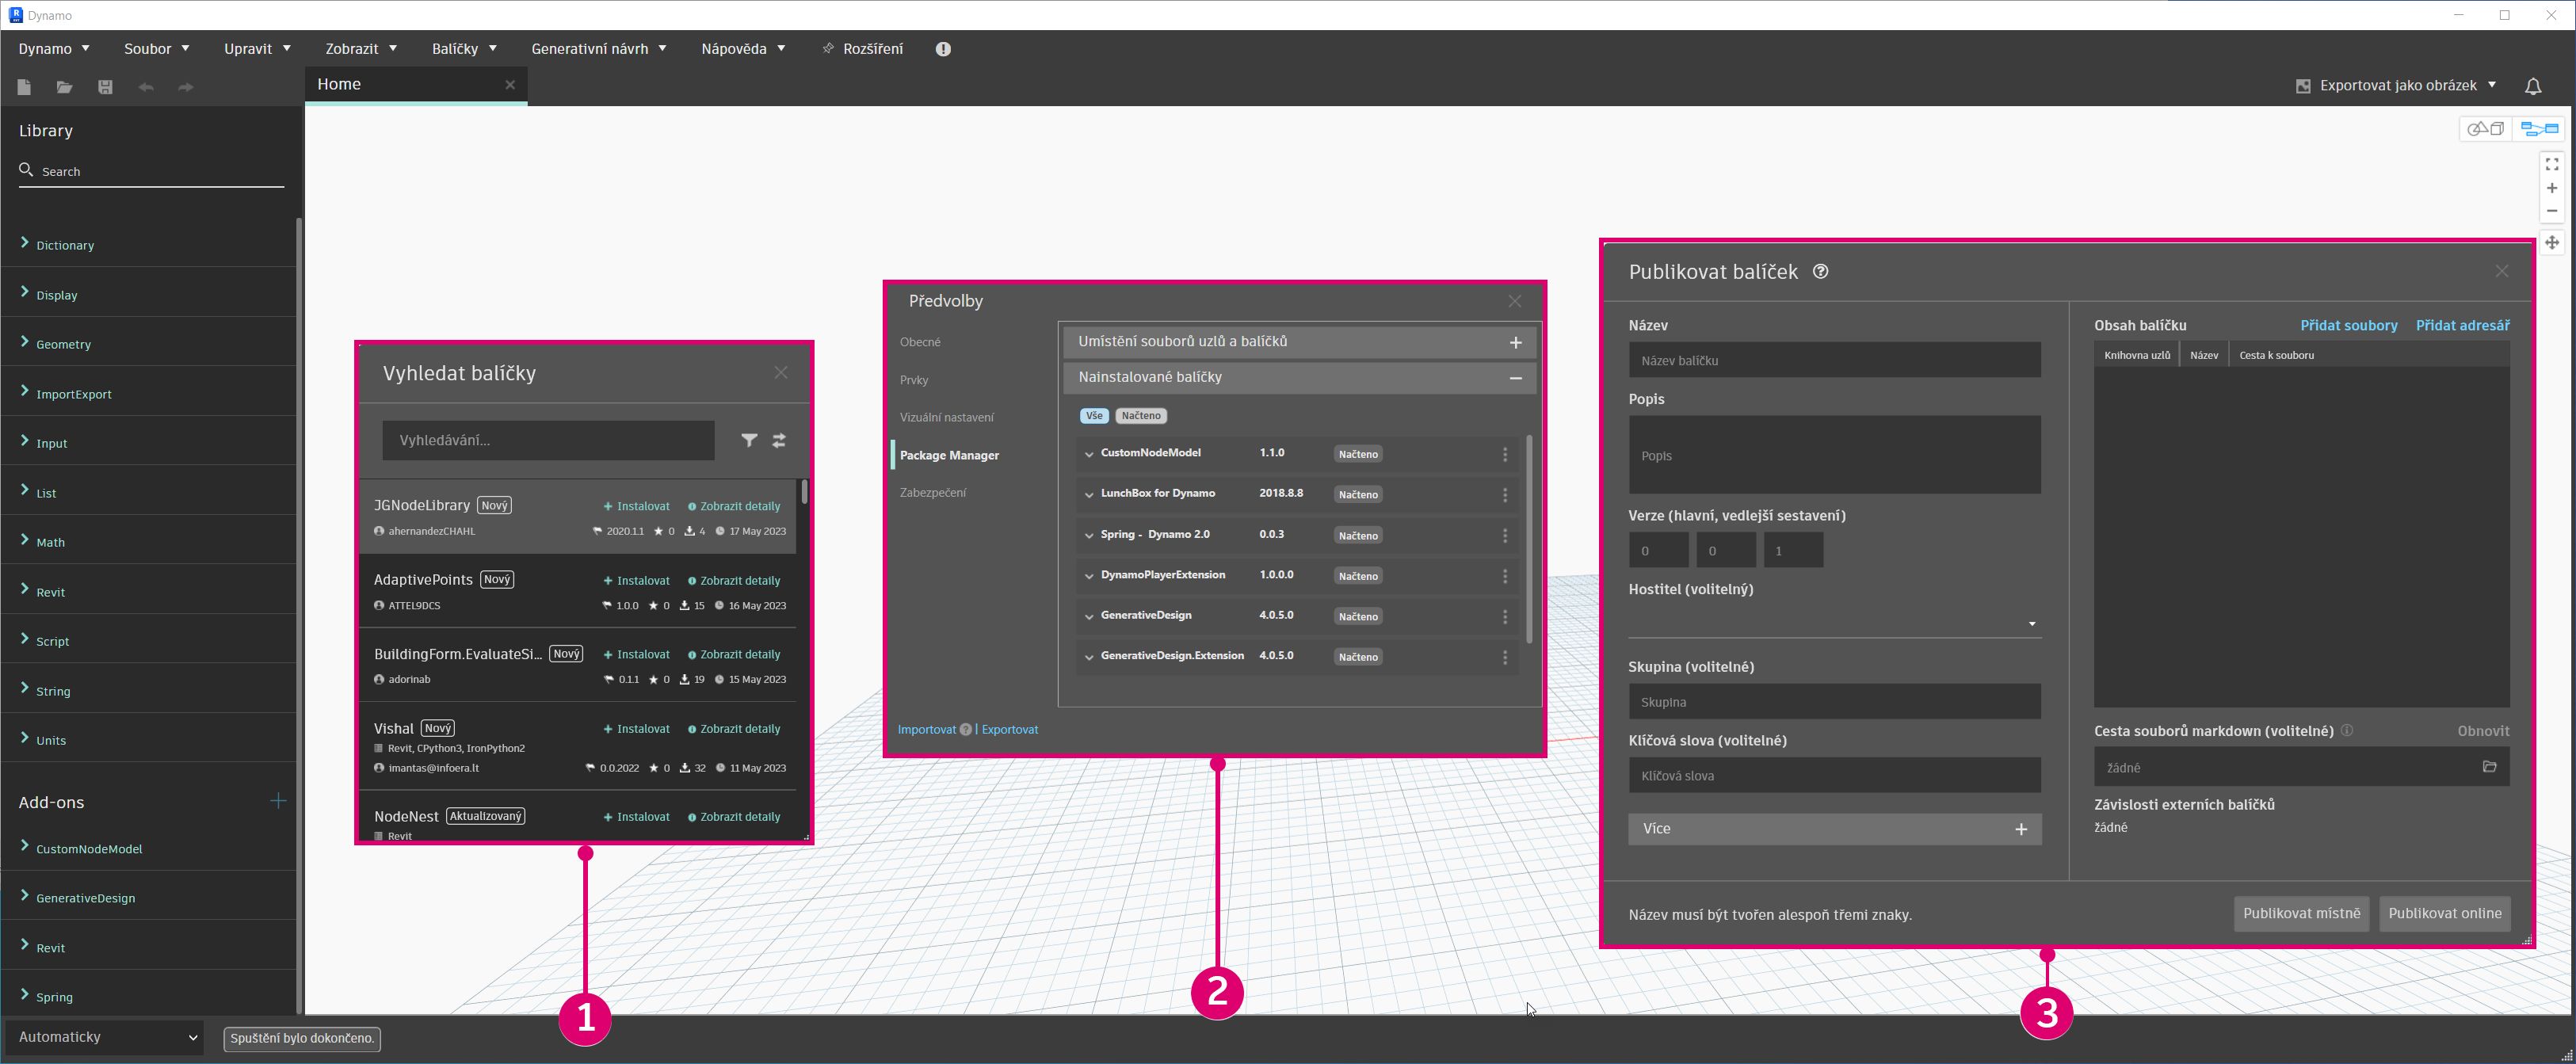 Dynamo
Dynamo Soubor Upravit Zobrazit Balíčky Generativní návrh Nápověda Rozšíření
Home
Exportovat jako obrázek
Library
Search
Dictionary
Display
Geometry
ImportExport
Input
List
Math
Revit
Script
String
Units
Add-ons
CustomNodeModel
GenerativeDesign
Revit
Spring
Automaticky
Spuštění bylo dokončeno.
Vyhledat balíčky
Vyhledávání...
JGNodeLibrary Nový Instalovat Zobrazit detaily
ahernandezCHAHL 2020.1.1 0 4 17 May 2023
AdaptivePoints Nový Instalovat Zobrazit detaily
ATTEL9DCS 1.0.0 0 15 16 May 2023
BuildingForm.EvaluateSi... Nový Instalovat Zobrazit detaily
adorinab 0.1.1 0 19 15 May 2023
Vishal Nový Instalovat Zobrazit detaily
Revit, CPython3, IronPython2
imantas@infoera.lt 0.0.2022 0 32 11 May 2023
NodeNest Aktualizovaný Instalovat Zobrazit detaily
Revit
1
Předvolby
Obecné
Prvky
Vizuální nastavení
Package Manager
Zabezpečení
Umístění souborů uzlů a balíčků
Nainstalované balíčky
Vše Načteno
CustomNodeModel 1.1.0 Načteno
LunchBox for Dynamo 2018.8.8 Načteno
Spring - Dynamo 2.0 0.0.3 Načteno
DynamoPlayerExtension 1.0.0.0 Načteno
GenerativeDesign 4.0.5.0 Načteno
GenerativeDesign.Extension 4.0.5.0 Načteno
Importovat | Exportovat
2
Publikovat balíček
Název
Název balíčku
Popis
Popis
Verze (hlavní, vedlejší sestavení)
0 0 1
Hostitel (volitelný)
Skupina (volitelné)
Skupina
Klíčová slova (volitelné)
Klíčová slova
Více
Obsah balíčku Přidat soubory Přidat adresář
Knihovna uzlů Název Cesta k souboru
Cesta souborů markdown (volitelné) Obnovit
žádné
Závislosti externích balíčků
žádné
Název musí být tvořen alespoň třemi znaky.
Publikovat místně Publikovat online
3